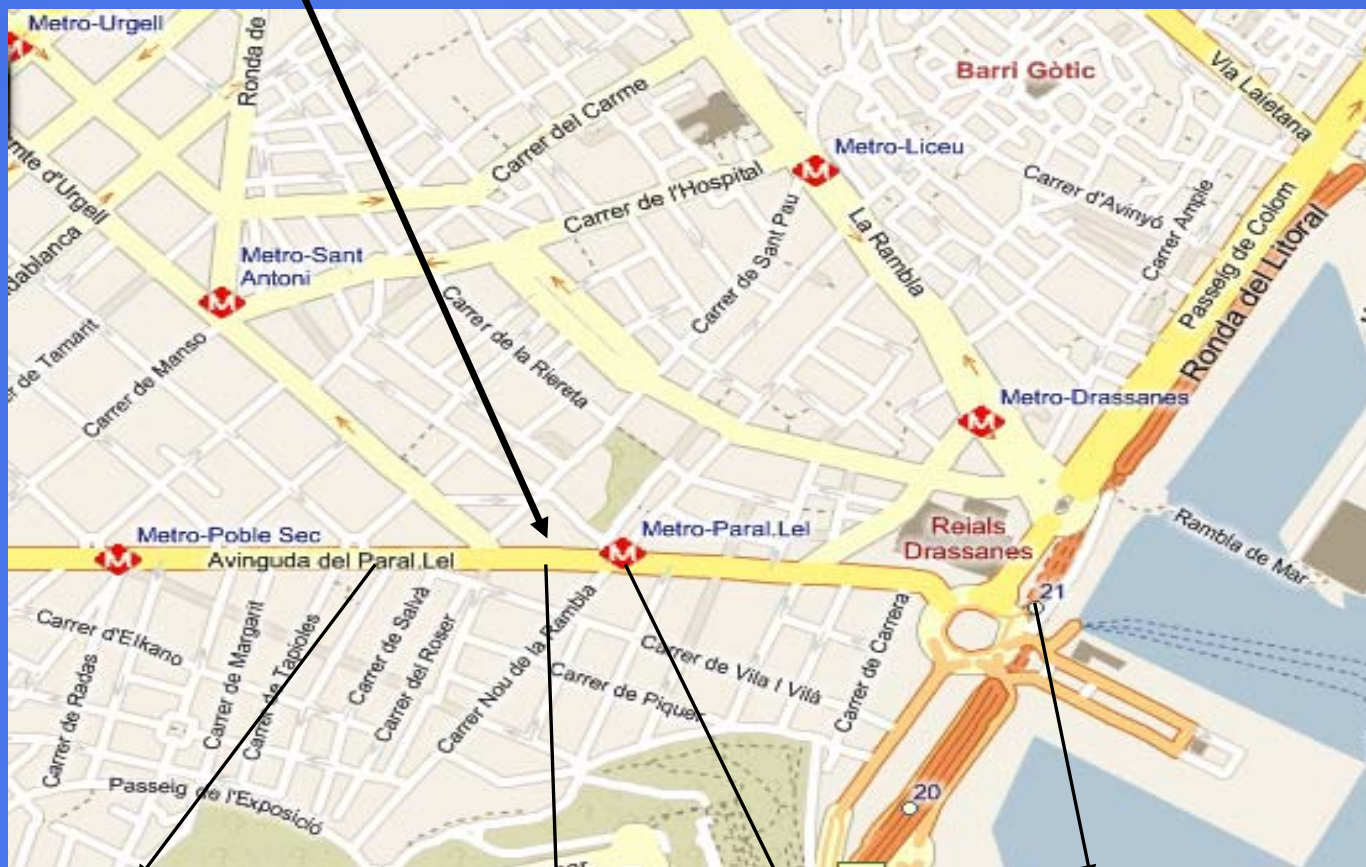 Metro-Urgell
Ronda de
Barri Gòtic
Via Laietana
Carrer del Carme
Metro-Liceu
Carrer de l'Hospital
Carrer d'Avinyó
Carrer Ample
Passeig de Colom
Ronda del Litoral
La Rambla
Carrer de Sant Pau
Metro-Sant
Antoni
Carrer de la Riereta
Carrer de Manso
Metro-Drassanes
Metro-Poble Sec
Avinguda del Paral.Lel
Metro-Paral.Lel
Reials
Drassanes
Rambla de Mar
21
Carrer d'Elkano
Carrer de Radas
Carrer de Margarit
Carrer de Tapioles
Carrer de Salvà
Carrer del Roser
Carrer Nou de la Rambla
Carrer de Vila I Vilà
Carrer de Piquer
Carrer de Carrera
Passeig de l'Exposició
20